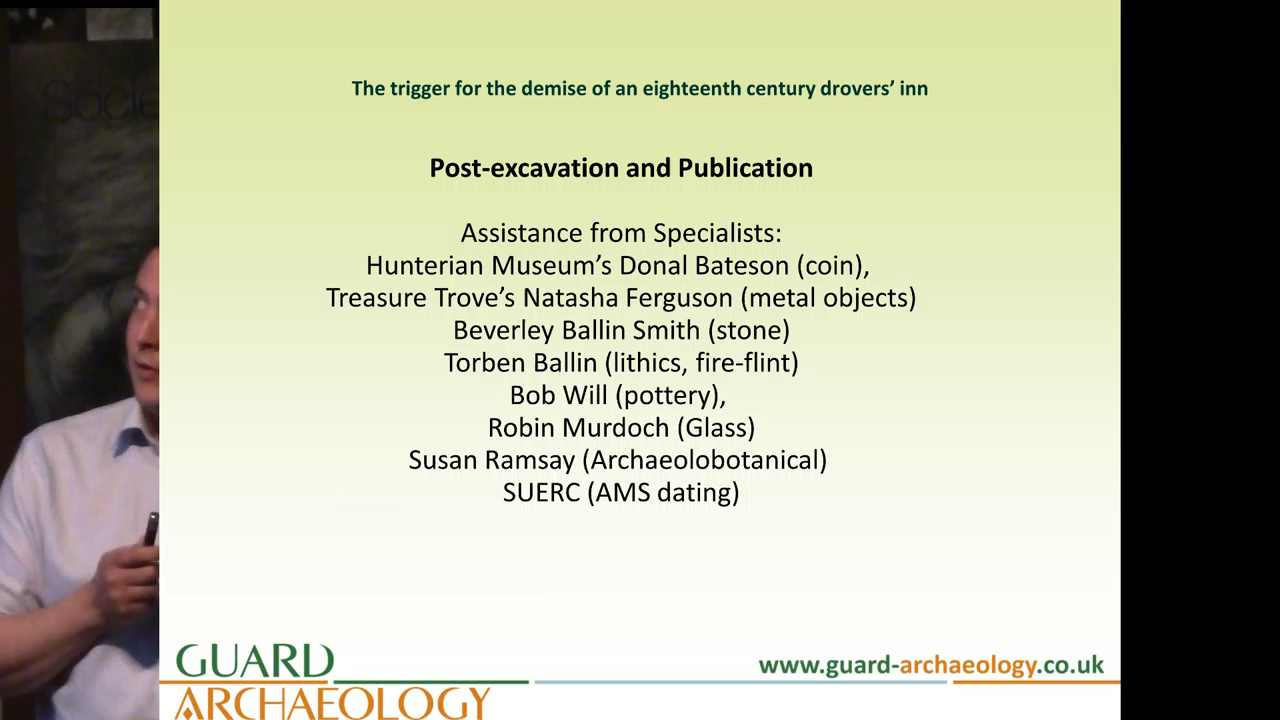 Socie
The trigger for the demise of an eighteenth century drovers’ inn
Post-excavation and Publication
Assistance from Specialists:
Hunterian Museum’s Donal Bateson (coin),
Treasure Trove’s Natasha Ferguson (metal objects)
Beverley Ballin Smith (stone)
Torben Ballin (lithics, fire-flint)
Bob Will (pottery),
Robin Murdoch (Glass)
Susan Ramsay (Archaeolobotanical)
SUERC (AMS dating)
GUARD
ARCHAEOLOGY
www.guard-archaeology.co.uk